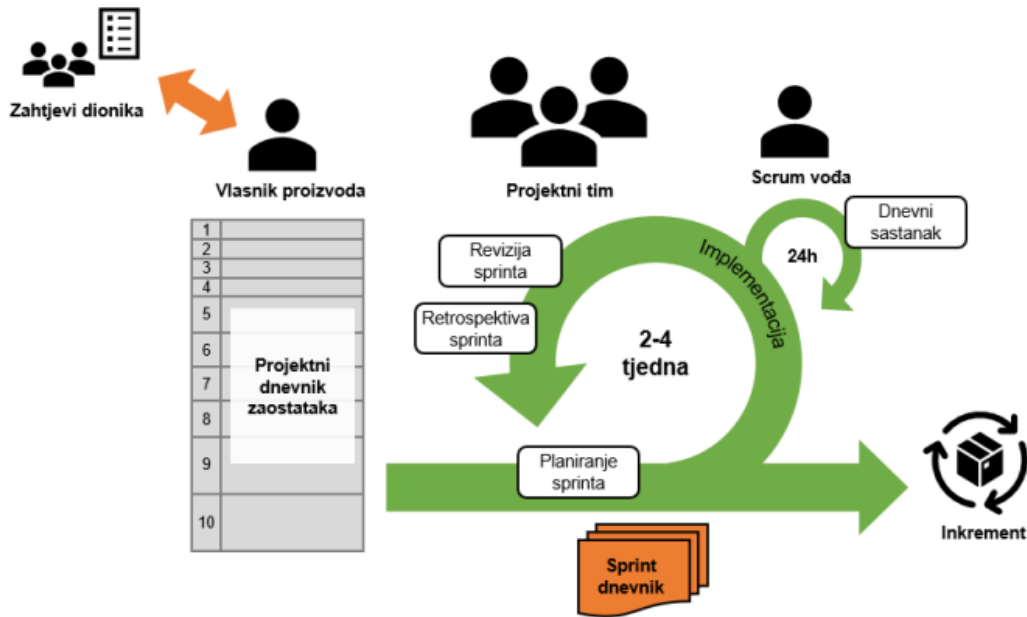 Zahtjevi dionika
Vlasnik proizvoda
Projektni tim
Scrum vođa
1
2
3
4
5
6
7
8
9
10
Projektni
dnevnik
zaostataka
Revizija
sprinta
Retrospektiva
sprinta
Implementacija
2-4
tjedna
24h
Dnevni
sastanak
Planiranje
sprinta
Sprint
dnevnik
Inkrement